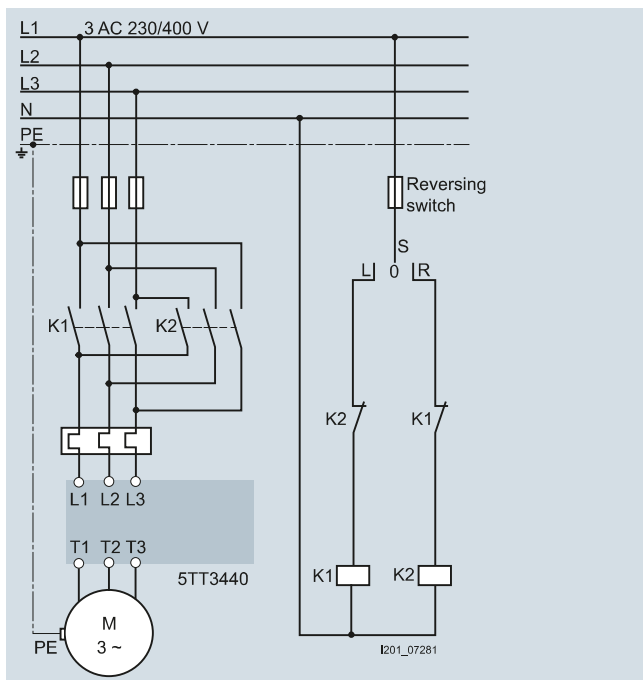 L1 3 AC 230/400 V
L2
L3
N
PE
Reversing
switch
S
L 0 R
K1 K2
K2 K1
L1 L2 L3
T1 T2 T3
5TT3440
K1 K2
M
3 ~
PE
I201_07281